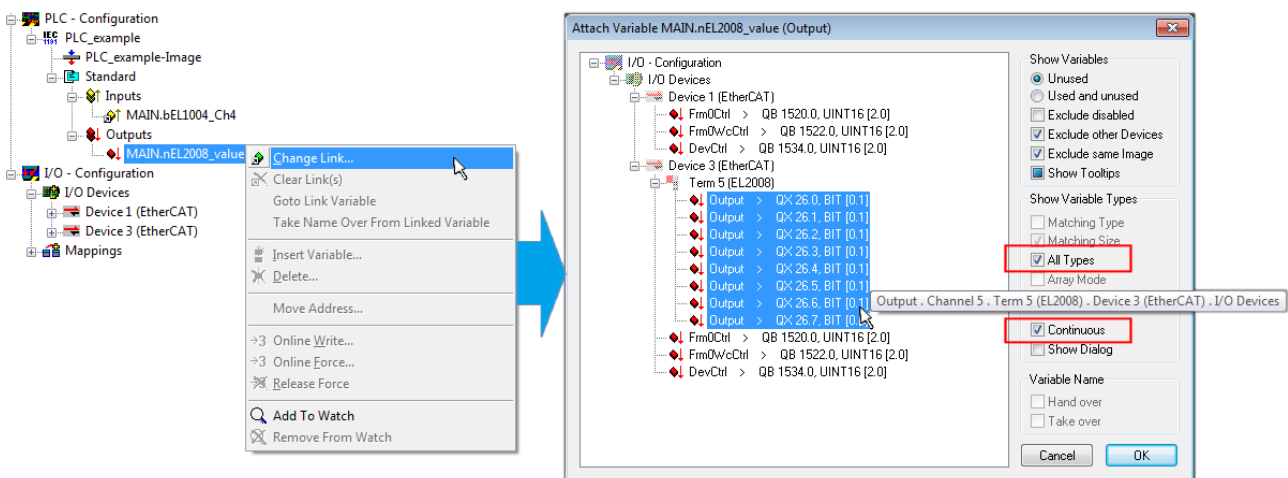 PLC - Configuration
IEC 1131 PLC_example
PLC_example-Image
Standard
Inputs
MAIN.bEL1004_Ch4
Outputs
MAIN.nEL2008_value
I/O - Configuration
I/O Devices
Device 1 (EtherCAT)
Device 3 (EtherCAT)
Mappings
Change Link...
Clear Link(s)
Goto Link Variable
Take Name Over From Linked Variable
Insert Variable...
Delete...
Move Address...
→3 Online Write...
→3 Online Force...
Release Force
Add To Watch
Remove From Watch
Attach Variable MAIN.nEL2008_value (Output)
I/O - Configuration
I/O Devices
Device 1 (EtherCAT)
Frm0Ctrl > QB 1520.0, UINT16 [2.0]
Frm0WcCtrl > QB 1522.0, UINT16 [2.0]
DevCtrl > QB 1534.0, UINT16 [2.0]
Device 3 (EtherCAT)
Term 5 (EL2008)
Output > QX 26.0, BIT [0.1]
Output > QX 26.1, BIT [0.1]
Output > QX 26.2, BIT [0.1]
Output > QX 26.3, BIT [0.1]
Output > QX 26.4, BIT [0.1]
Output > QX 26.5, BIT [0.1]
Output > QX 26.6, BIT [0.1]
Output > QX 26.7, BIT [0.1]
Frm0Ctrl > QB 1520.0, UINT16 [2.0]
Frm0WcCtrl > QB 1522.0, UINT16 [2.0]
DevCtrl > QB 1534.0, UINT16 [2.0]
Output . Channel 5 . Term 5 (EL2008) . Device 3 (EtherCAT) . I/O Devices
Show Variables
Unused
Used and unused
Exclude disabled
Exclude other Devices
Exclude same Image
Show Tooltips
Show Variable Types
Matching Type
Matching Size
All Types
Array Mode
Continuous
Show Dialog
Variable Name
Hand over
Take over
Cancel
OK